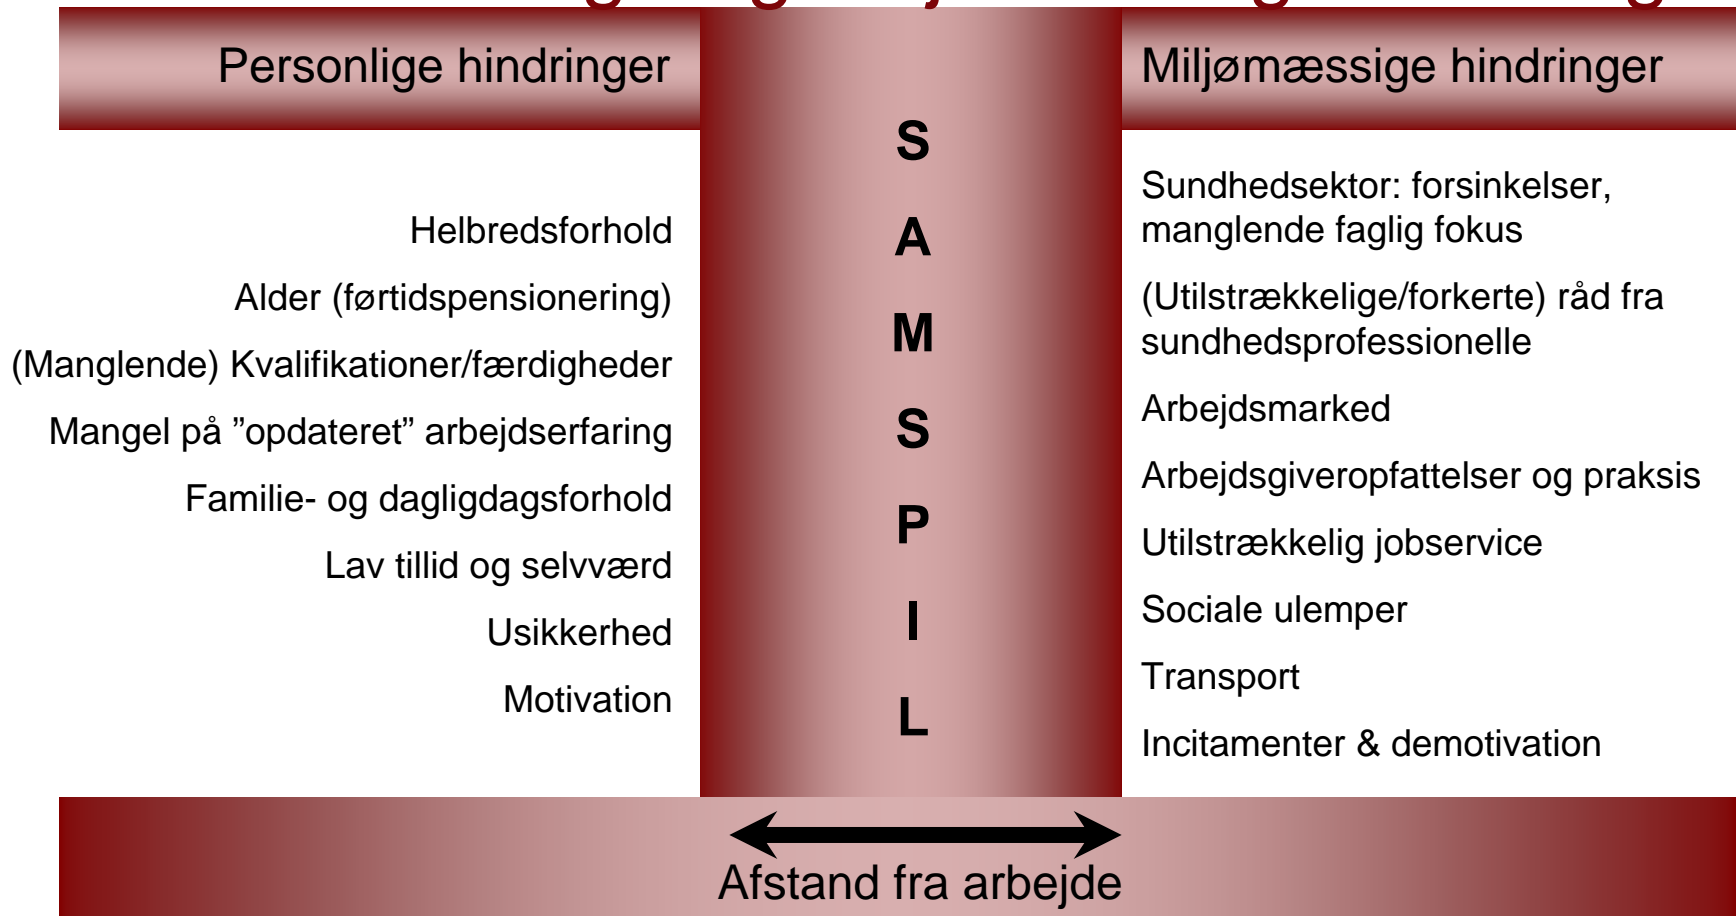 Personlige hindringer
Helbredsforhold
Alder (førtidspensionering)
(Manglende) Kvalifikationer/færdigheder
Mangel på ”opdateret” arbejdserfaring
Familie- og dagligdagsforhold
Lav tillid og selvværd
Usikkerhed
Motivation
S
A
M
S
P
I
L
Miljømæssige hindringer
Sundhedsektor: forsinkelser,
manglende faglig fokus
(Utilstrækkelige/forkerte) råd fra
sundhedsprofessionelle
Arbejdsmarked
Arbejdsgiveropfattelser og praksis
Utilstrækkelig jobservice
Sociale ulemper
Transport
Incitamenter & demotivation
Afstand fra arbejde